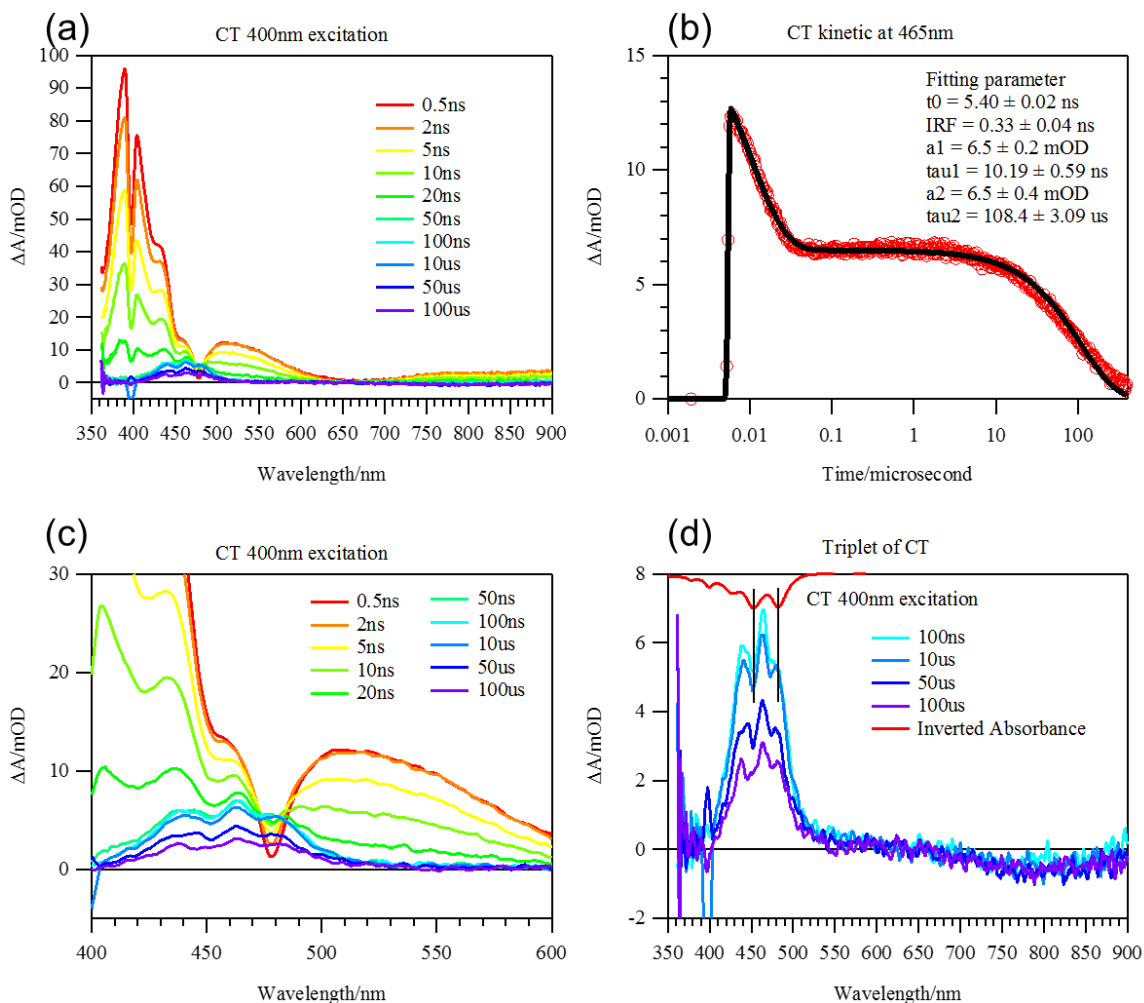 (a)
CT 400nm excitation
ΔA/mOD
100
90
80
70
60
50
40
30
20
10
0
0.5ns
2ns
5ns
10ns
20ns
50ns
100ns
10us
50us
100us
350 400 450 500 550 600 650 700 750 800 850 900
Wavelength/nm
(b)
CT kinetic at 465nm
ΔA/mOD
15
10
5
0
Fitting parameter
t0 = 5.40 ± 0.02 ns
IRF = 0.33 ± 0.04 ns
a1 = 6.5 ± 0.2 mOD
tau1 = 10.19 ± 0.59 ns
a2 = 6.5 ± 0.4 mOD
tau2 = 108.4 ± 3.09 us
0.001 0.01 0.1 1 10 100
Time/microsecond
(c)
CT 400nm excitation
ΔA/mOD
30
20
10
0
0.5ns
2ns
5ns
10ns
20ns
50ns
100ns
10us
50us
100us
400 450 500 550 600
Wavelength/nm
(d)
Triplet of CT
ΔA/mOD
8
6
4
2
0
-2
CT 400nm excitation
100ns
10us
50us
100us
Inverted Absorbance
350 400 450 500 550 600 650 700 750 800 850 900
Wavelength/nm